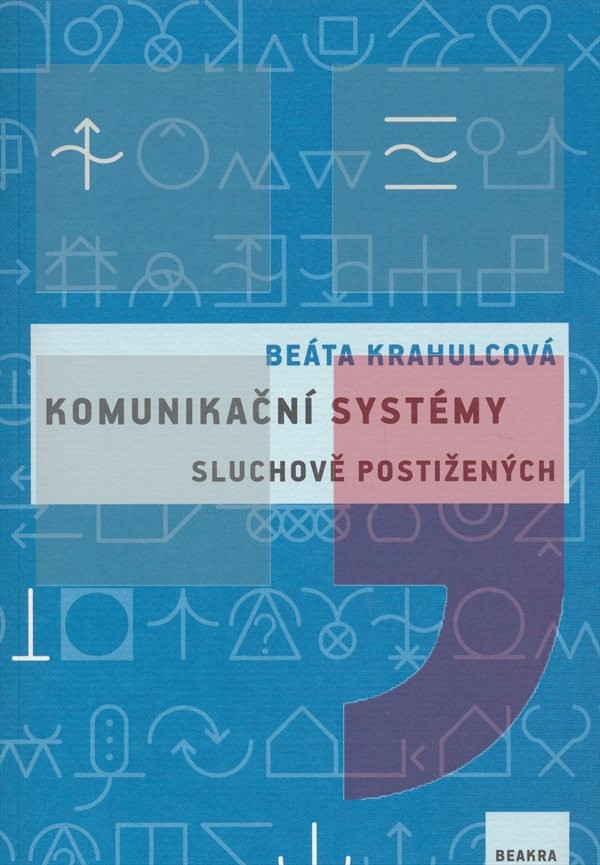 BEÁTA KRAHULCOVÁ
KOMUNIKAČNÍ SYSTÉMY
SLUCHOVĚ POSTIŽENÝCH
BEAKRA